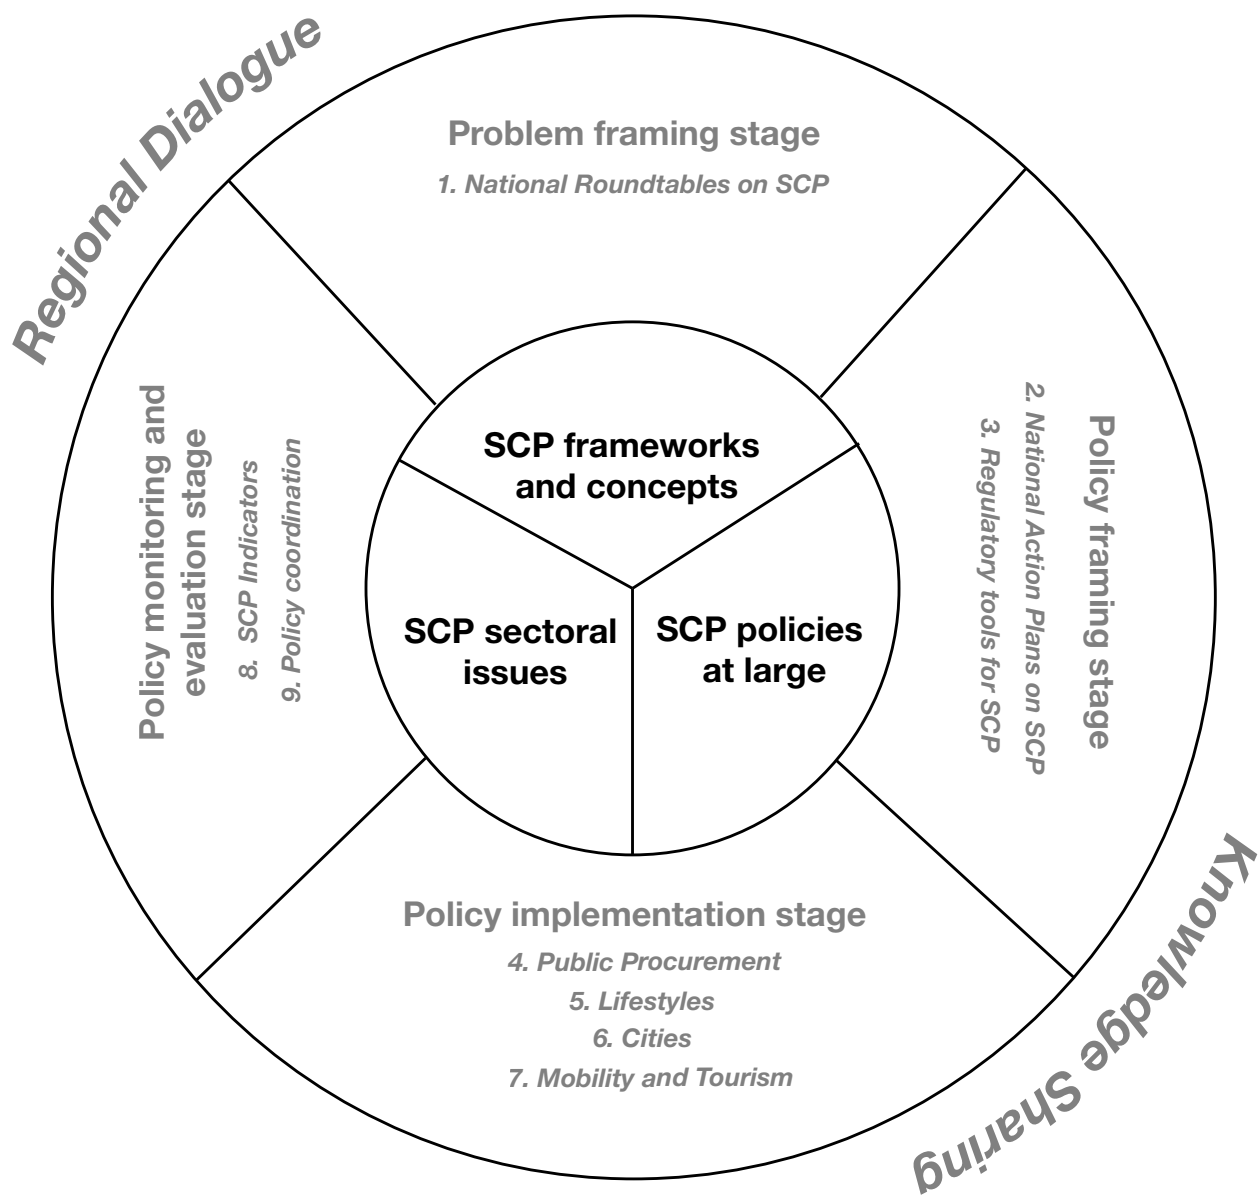 Regional Dialogue
Problem framing stage
1. National Roundtables on SCP
Policy framing stage
2. National Action Plans on SCP
3. Regulatory tools for SCP
SCP frameworks
and concepts
SCP sectoral
issues
SCP policies
at large
Policy monitoring and
evaluation stage
8. SCP Indicators
9. Policy coordination
Policy implementation stage
4. Public Procurement
5. Lifestyles
6. Cities
7. Mobility and Tourism
Knowledge Sharing